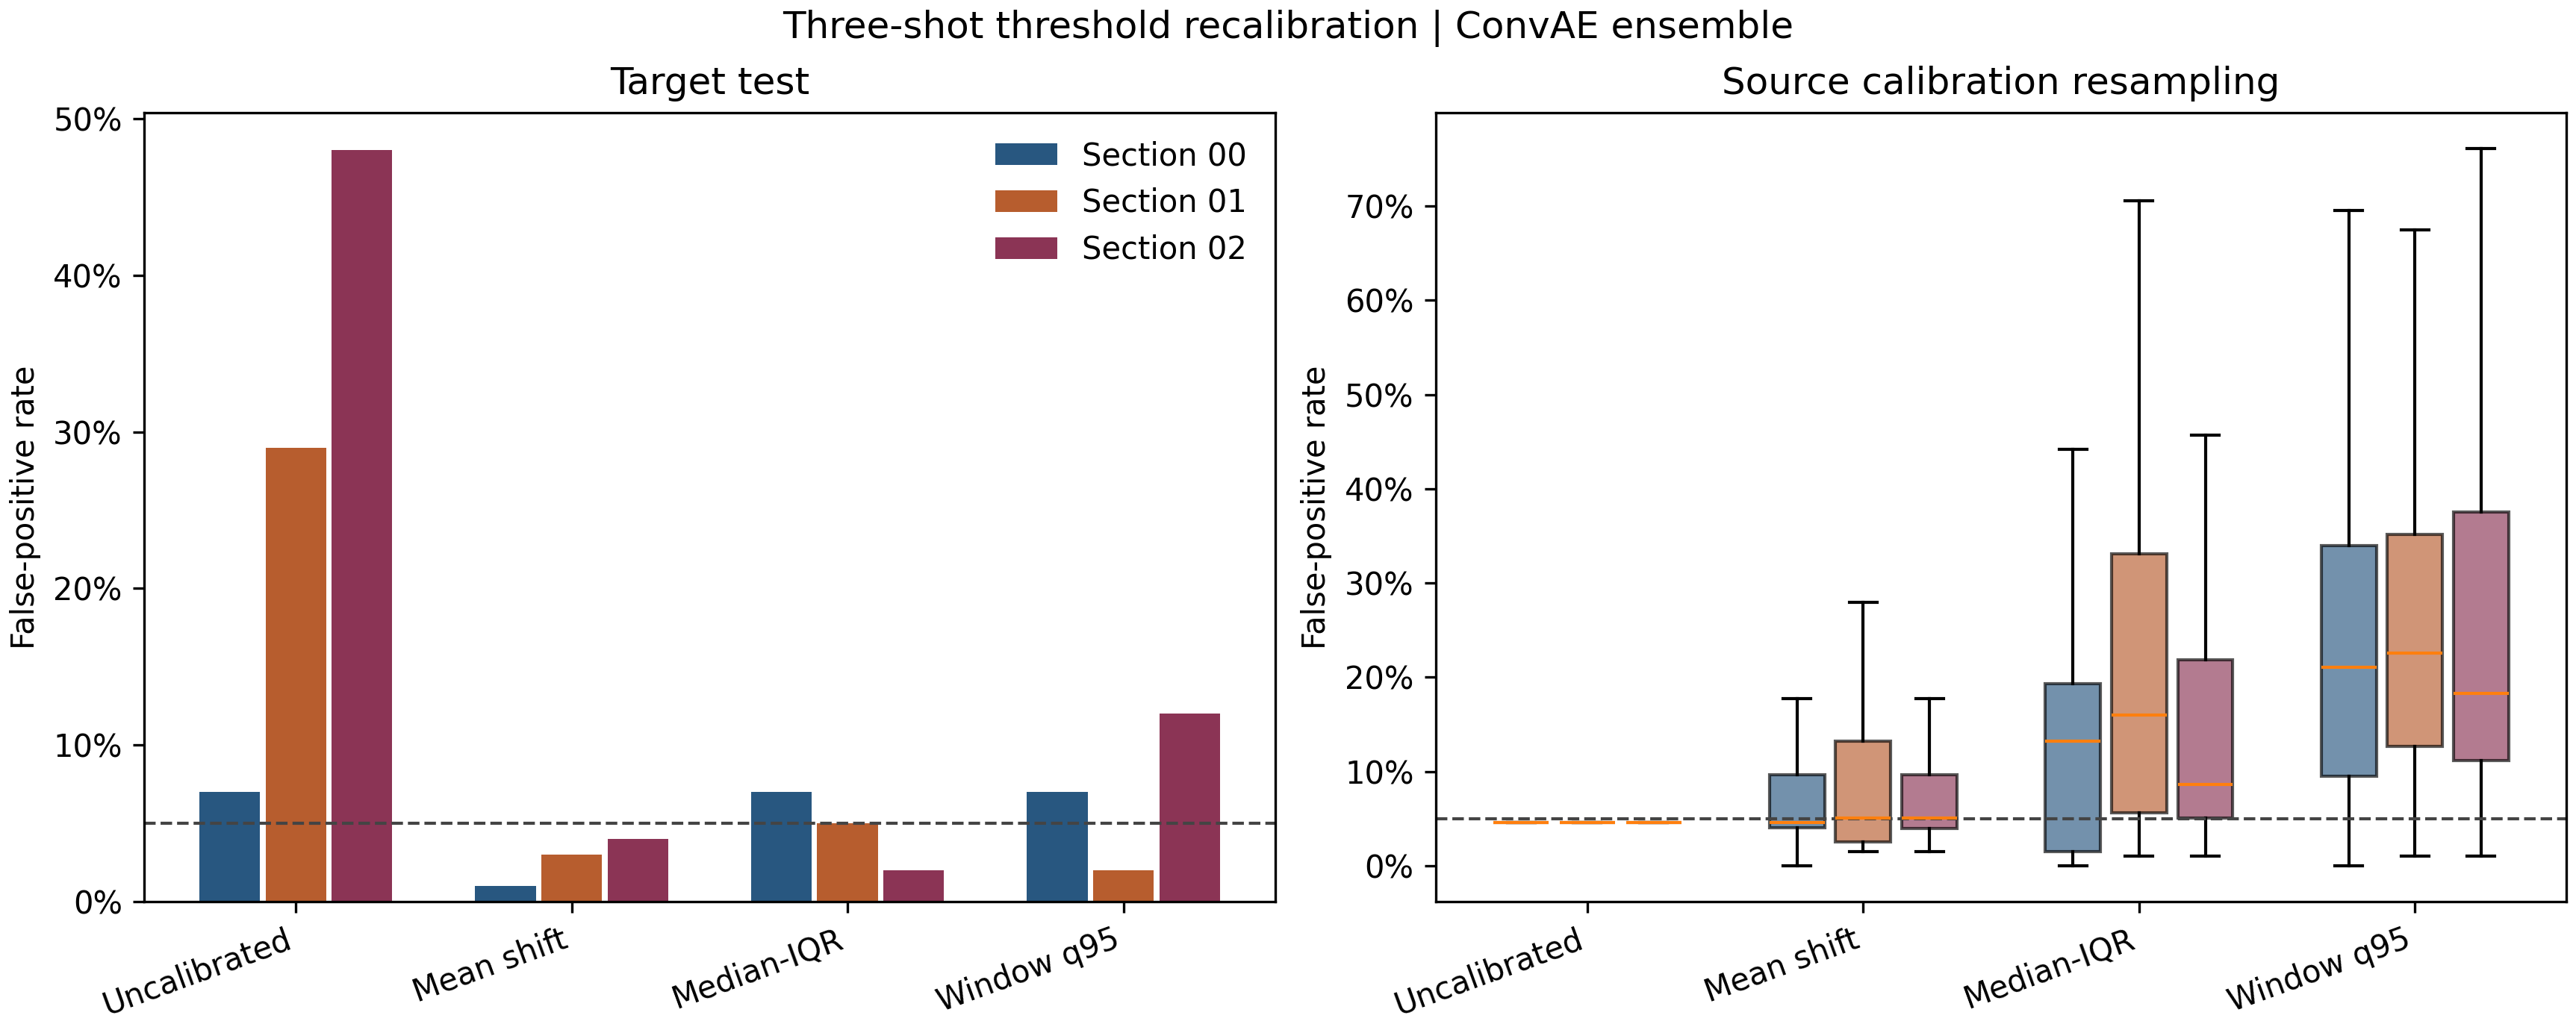 Three-shot threshold recalibration | ConvAE ensemble
Target test
False-positive rate
50%
40%
30%
20%
10%
0%
Section 00
Section 01
Section 02
Uncalibrated
Mean shift
Median-IQR
Window q95
Source calibration resampling
False-positive rate
70%
60%
50%
40%
30%
20%
10%
0%
Uncalibrated
Mean shift
Median-IQR
Window q95